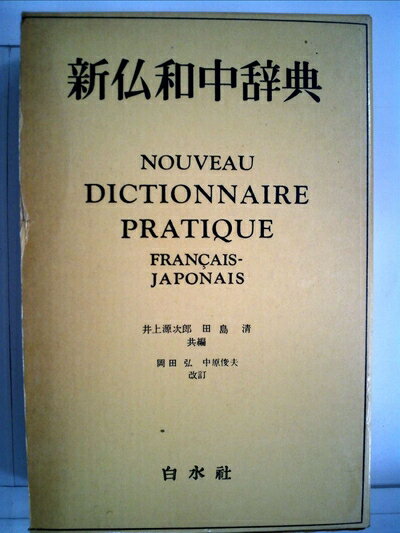 新仏和中辞典
NOUVEAU
DICTIONNAIRE
PRATIQUE
FRANÇAIS-
JAPONAIS
井上源次郎 田島 清
共編
岡田 弘 中原俊夫
改訂
白水社